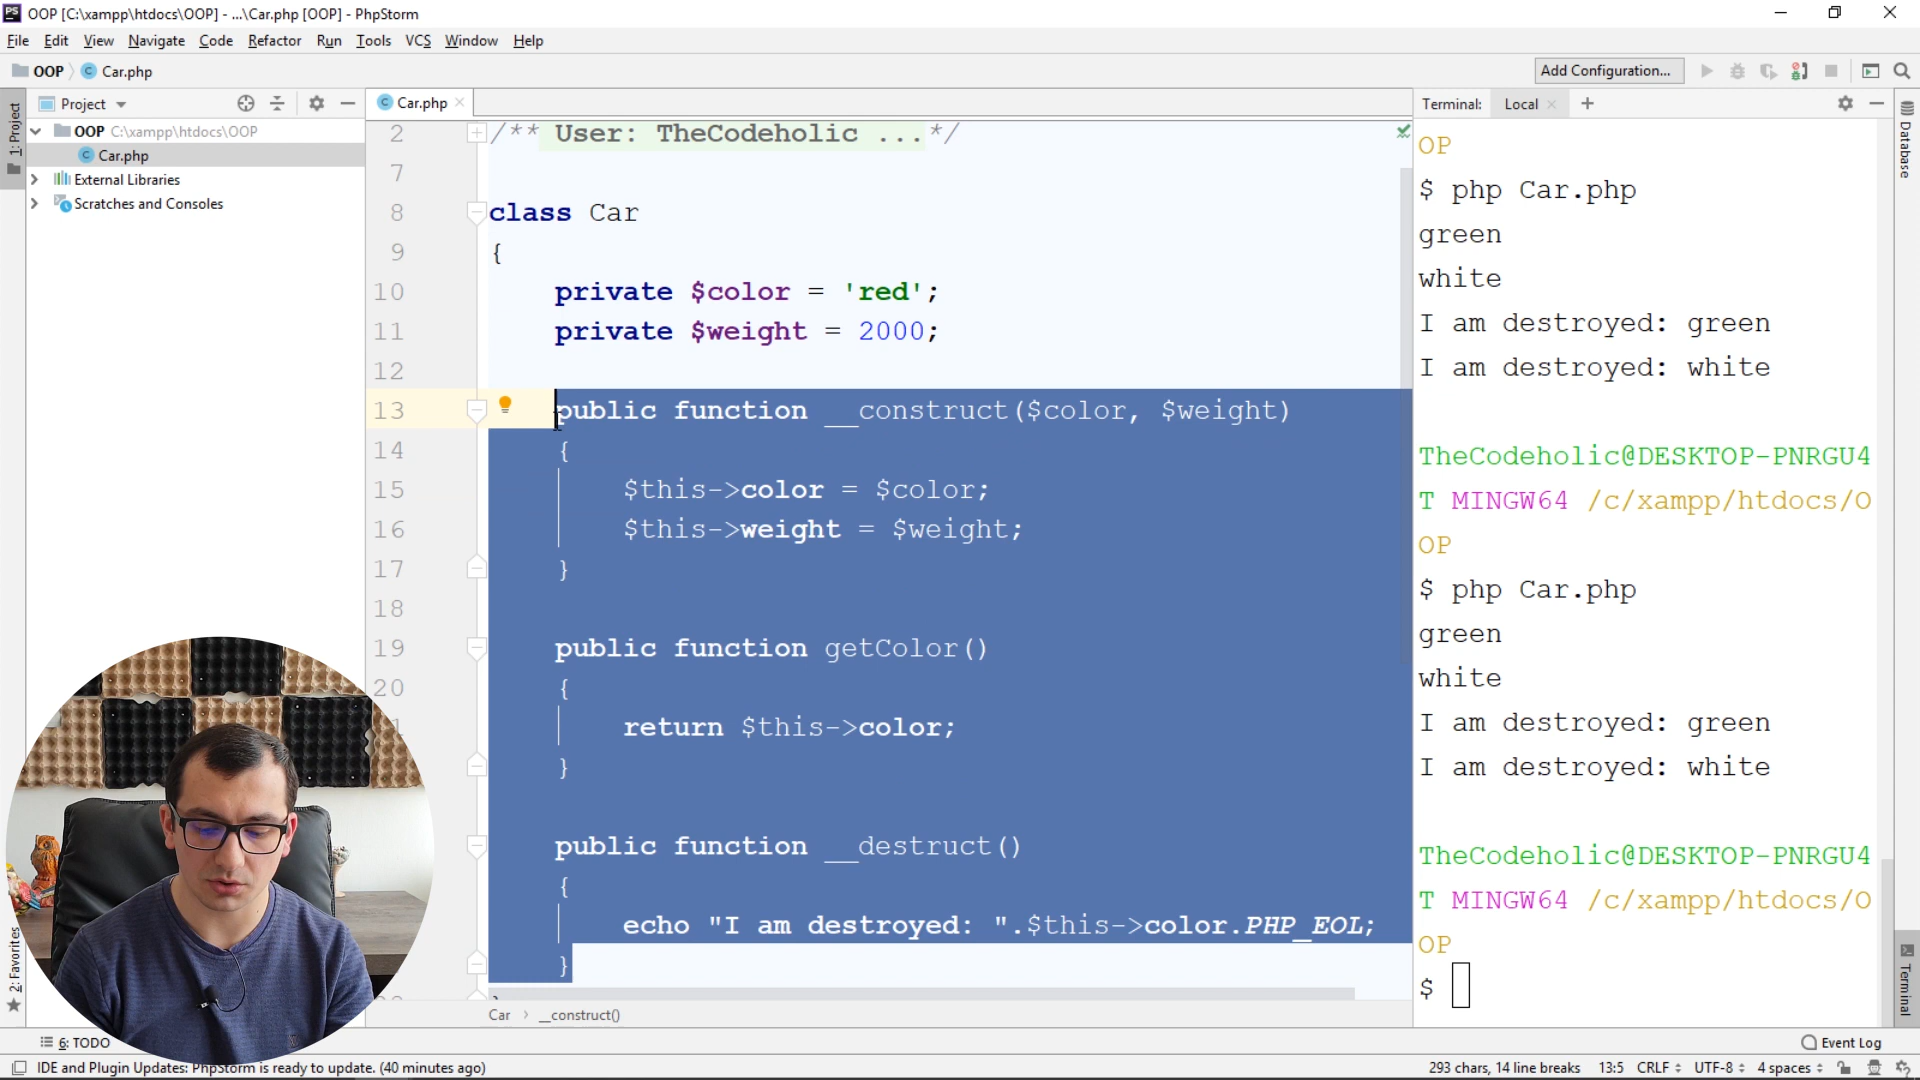 OOP [C:\xampp\htdocs\OOP] - ...\Car.php [OOP] - PhpStorm
File Edit View Navigate Code Refactor Run Tools VCS Window Help
OOP Car.php
Add Configuration...
1: Project
Project
OOP C:\xampp\htdocs\OOP
Car.php
External Libraries
Scratches and Consoles
2: Favorites
Car.php
2 /** User: TheCodeholic ...*/
7
8 class Car
9 {
10 private $color = 'red';
11 private $weight = 2000;
12
13 public function __construct($color, $weight)
14 {
15 $this->color = $color;
16 $this->weight = $weight;
17 }
18
19 public function getColor()
20 {
return $this->color;
}
public function __destruct()
{
echo "I am destroyed: ".$this->color.PHP_EOL;
}
Car › __construct()
Terminal: Local
OP
$ php Car.php
green
white
I am destroyed: green
I am destroyed: white
TheCodeholic@DESKTOP-PNRGU4
T MINGW64 /c/xampp/htdocs/O
OP
$ php Car.php
green
white
I am destroyed: green
I am destroyed: white
TheCodeholic@DESKTOP-PNRGU4
T MINGW64 /c/xampp/htdocs/O
OP
$
Database
Terminal
6: TODO
Event Log
IDE and Plugin Updates: PhpStorm is ready to update. (40 minutes ago)
293 chars, 14 line breaks 13:5 CRLF UTF-8 4 spaces